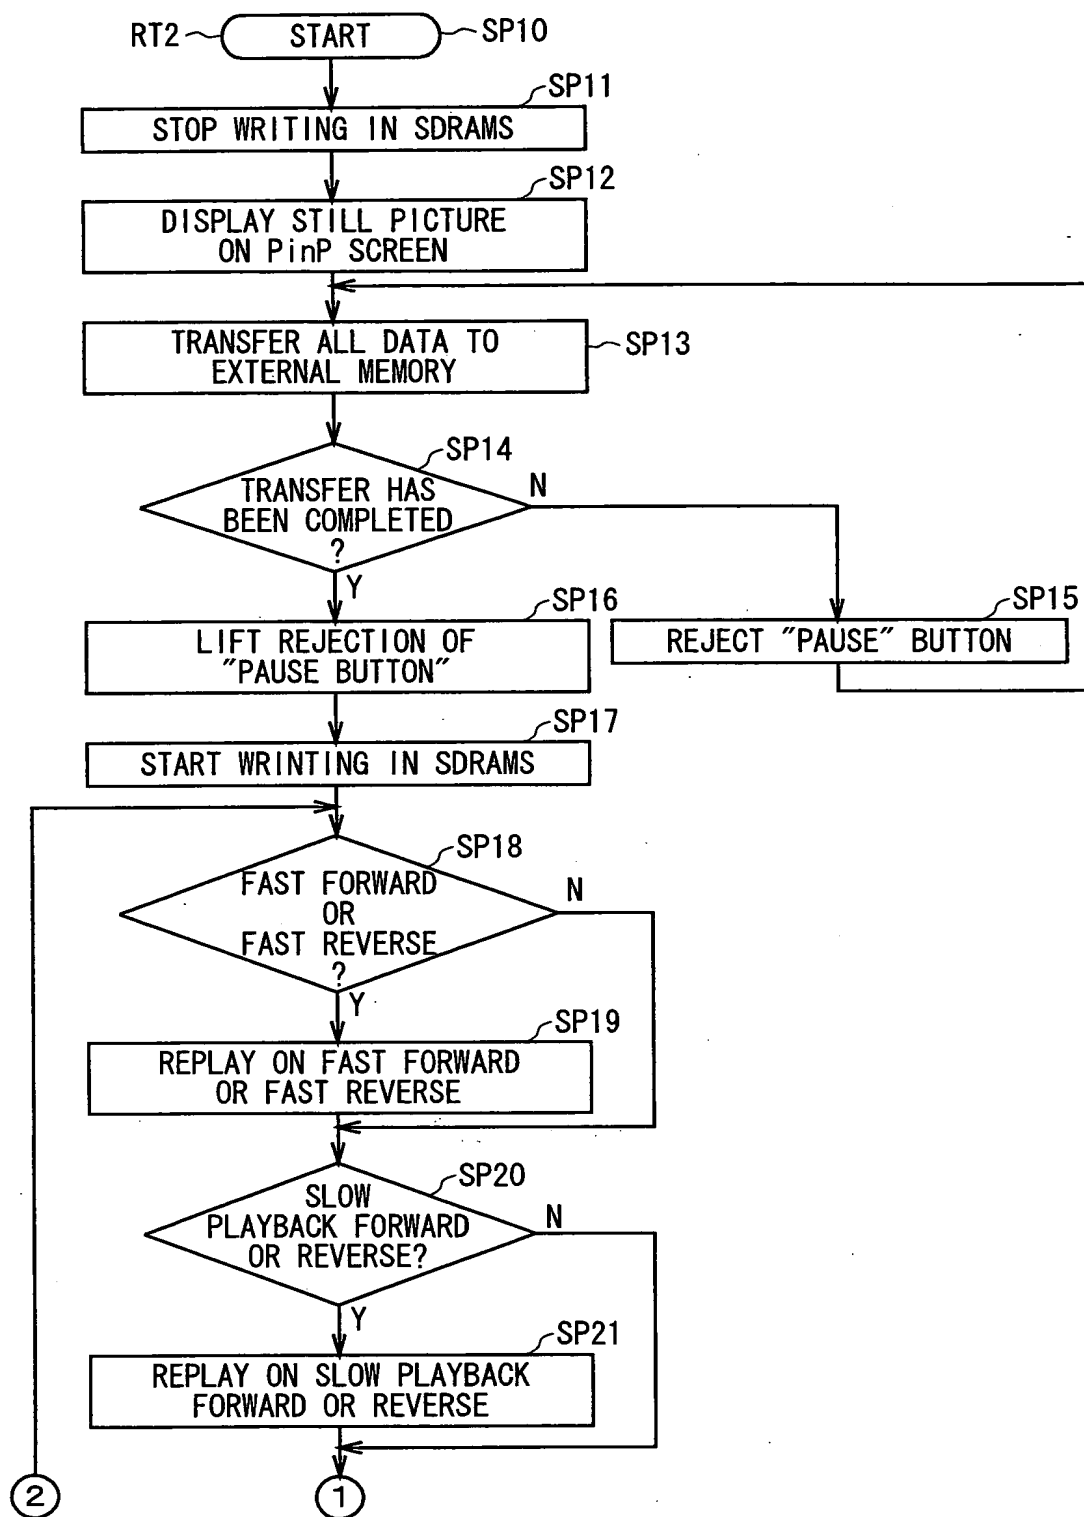 RT2 START SP10
SP11
STOP WRITING IN SDRAMS
SP12
DISPLAY STILL PICTURE
ON PinP SCREEN
TRANSFER ALL DATA TO
EXTERNAL MEMORY
SP13
SP14
TRANSFER HAS
BEEN COMPLETED
?
N
Y
SP16
LIFT REJECTION OF
"PAUSE BUTTON"
SP15
REJECT "PAUSE" BUTTON
SP17
START WRINTING IN SDRAMS
SP18
FAST FORWARD
OR
FAST REVERSE
?
N
Y
SP19
REPLAY ON FAST FORWARD
OR FAST REVERSE
SP20
SLOW
PLAYBACK FORWARD
OR REVERSE?
N
Y
SP21
REPLAY ON SLOW PLAYBACK
FORWARD OR REVERSE
2
1